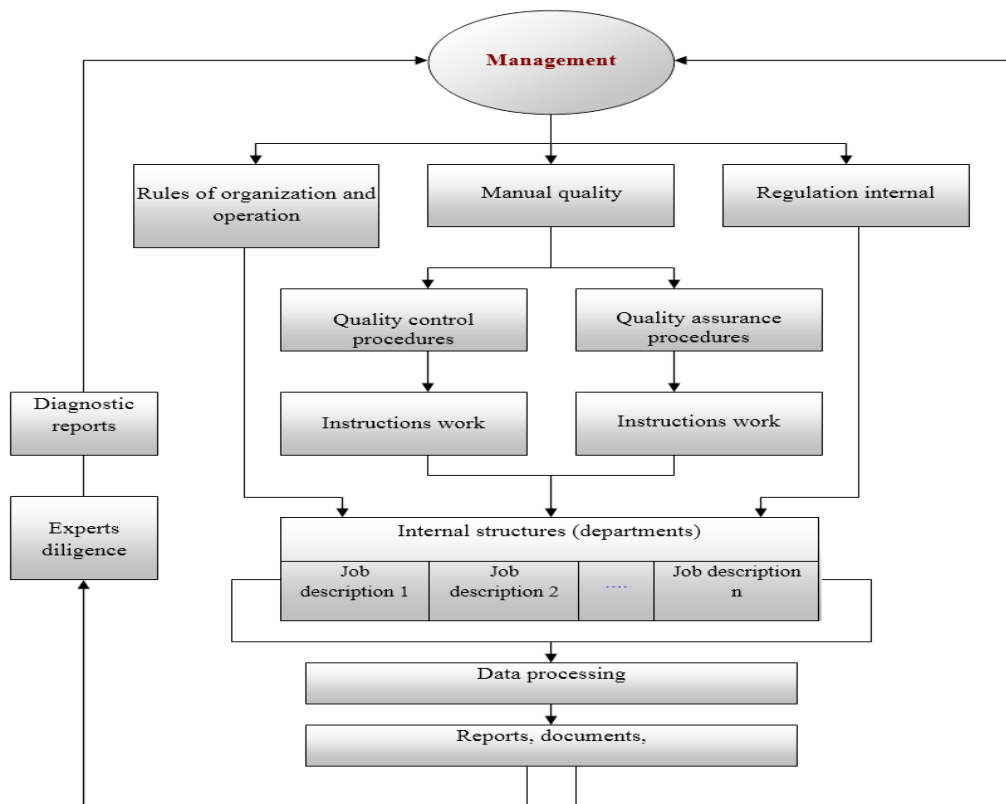 Management
Rules of organization and
operation
Manual quality
Regulation internal
Quality control
procedures
Quality assurance
procedures
Diagnostic
reports
Instructions work
Instructions work
Experts
diligence
Internal structures (departments)
Job
description 1
Job
description 2
....
Job description
n
Data processing
Reports, documents,